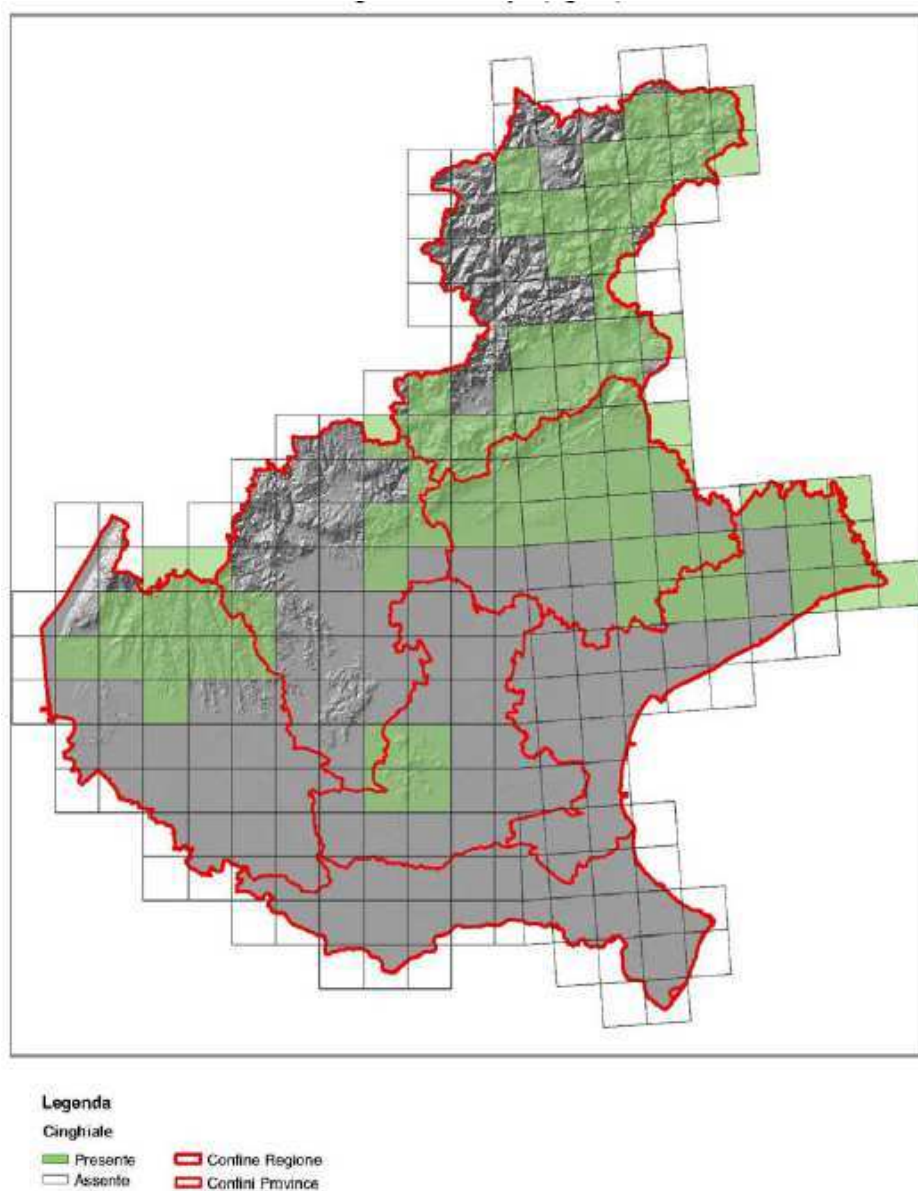 Legenda
Cinghiale
Presente
Assente
Confine Regione
Confini Province